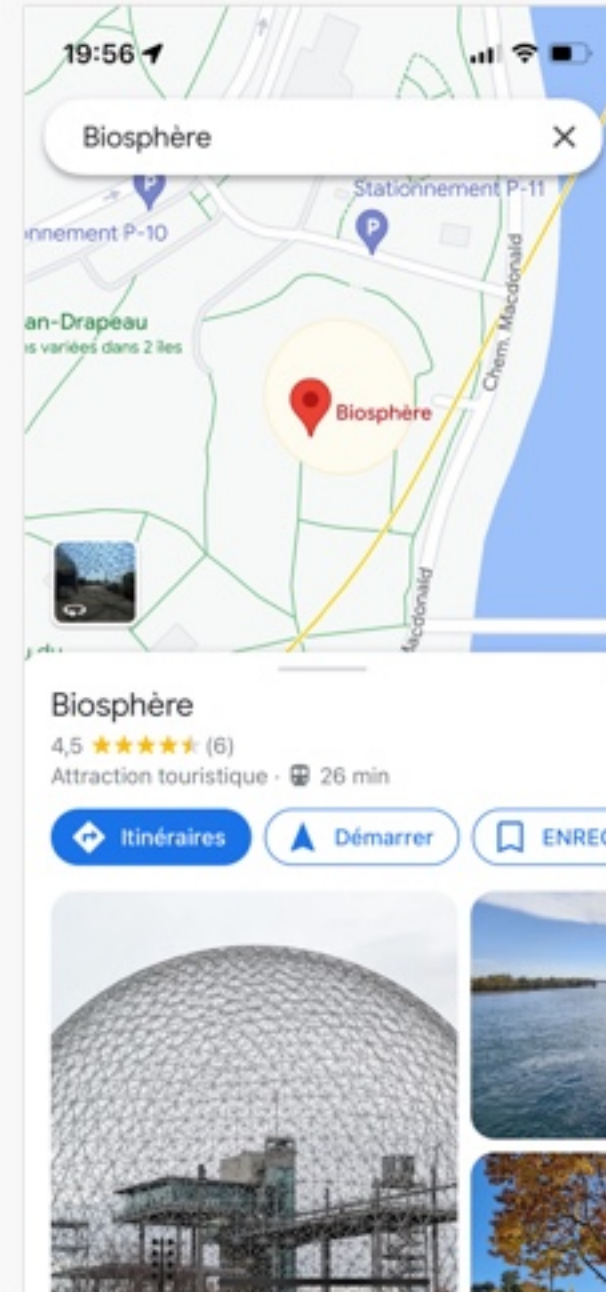 19:56
Biosphère
P
Stationnement P-11
P
nnement P-10
Chem. Macdonald
an-Drapeau
s variées dans 2 îles
Biosphère
Macdonald
u du
Biosphère
4,5 (6)
Attraction touristique · 26 min
Itinéraires
Démarrer
ENREG